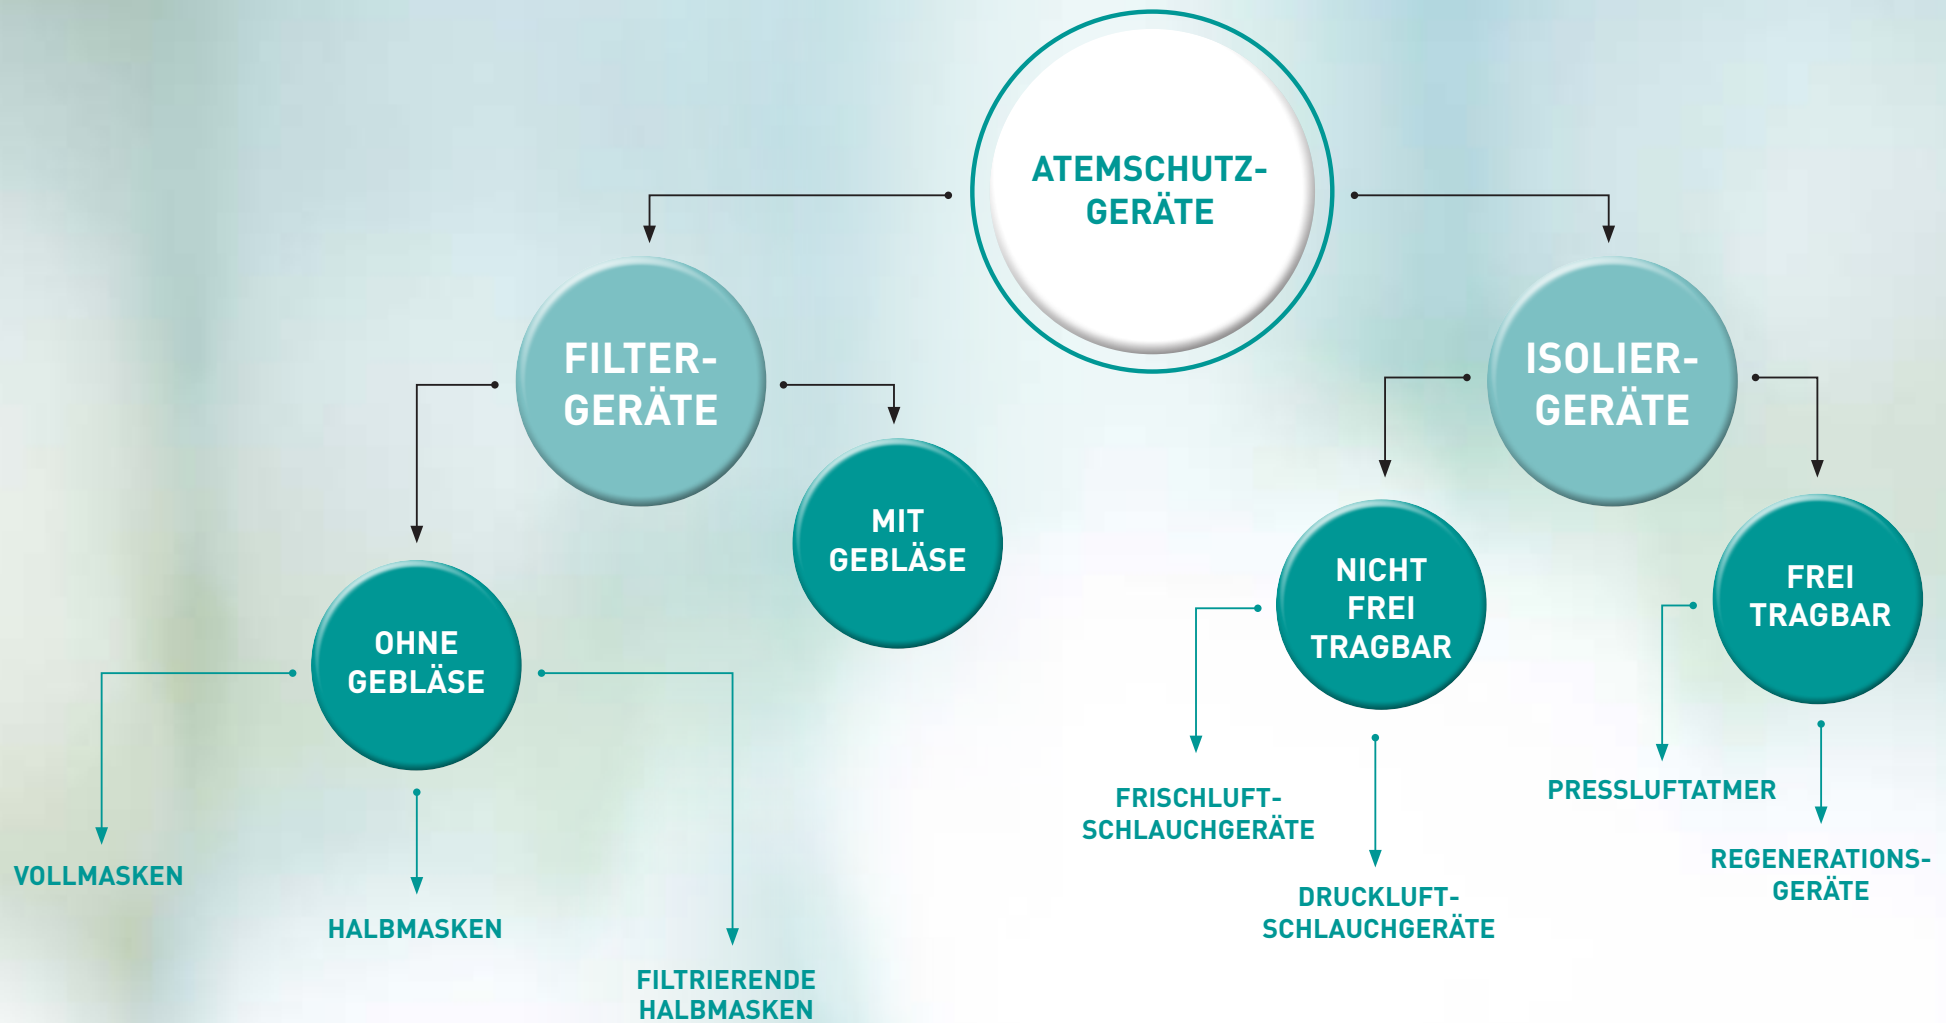 ATEMSCHUTZ-
GERÄTE
FILTER-
GERÄTE
ISOLIER-
GERÄTE
MIT
GEBLÄSE
OHNE
GEBLÄSE
NICHT
FREI
TRAGBAR
FREI
TRAGBAR
VOLLMASKEN
HALBMASKEN
FILTRIERENDE
HALBMASKEN
FRISCHLUFT-
SCHLAUCHGERÄTE
DRUCKLUFT-
SCHLAUCHGERÄTE
PRESSLUFTATMER
REGENERATIONS-
GERÄTE